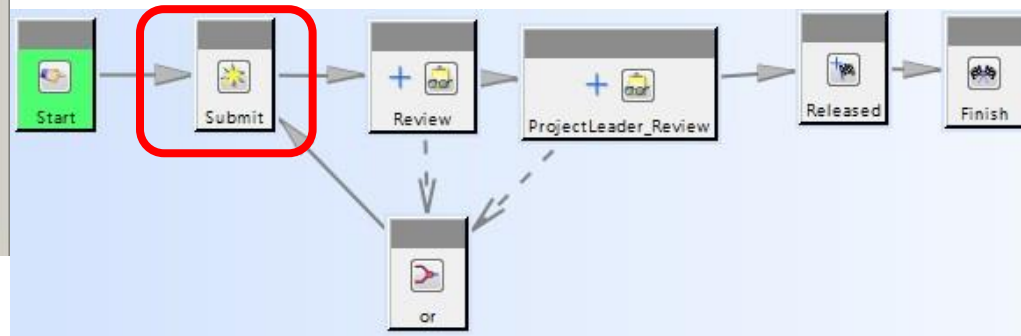 Start
Submit
Review
ProjectLeader_Review
Released
Finish
or